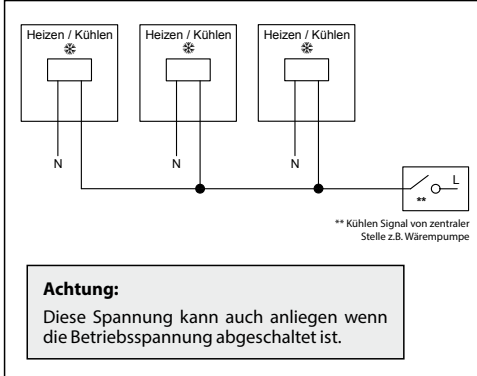 Heizen / Kühlen
Heizen / Kühlen
Heizen / Kühlen
N
N
N
L
**
** Kühlen Signal von zentraler
Stelle z.B. Wärempumpe
Achtung:
Diese Spannung kann auch anliegen wenn
die Betriebsspannung abgeschaltet ist.